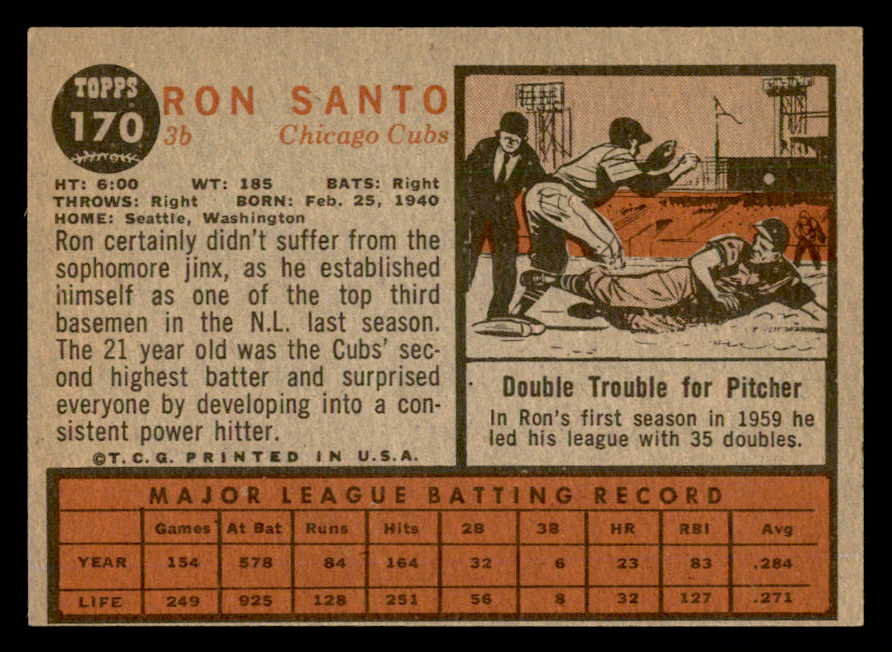 TOPPS
170
RON SANTO
3b Chicago Cubs
HT: 6:00 WT: 185 BATS: Right
THROWS: Right BORN: Feb. 25, 1940
HOME: Seattle, Washington
Ron certainly didn't suffer from the
sophomore jinx, as he established
himself as one of the top third
basemen in the N.L. last season.
The 21 year old was the Cubs' sec-
ond highest batter and surprised
everyone by developing into a con-
sistent power hitter.
©T.C.G. PRINTED IN U.S.A.
Double Trouble for Pitcher
In Ron's first season in 1959 he
led his league with 35 doubles.
MAJOR LEAGUE BATTING RECORD
Games At Bat Runs Hits 2B 3B HR RBI Avg
YEAR 154 578 84 164 32 6 23 83 .284
LIFE 249 925 128 251 56 8 32 127 .271